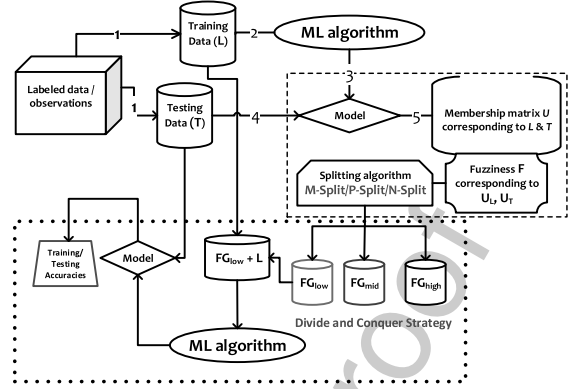 1
Training
Data (L)
2
ML algorithm
3
Labeled data /
observations
1
Testing
Data (T)
4
Model
5
Membership matrix U
corresponding to L & T
Splitting algorithm
M-Split/P-Split/N-Split
Fuzziness F
corresponding to
UL, UT
Training/
Testing
Accuracies
Model
FGlow + L
FGlow
FGmid
FGhigh
Divide and Conquer Strategy
ML algorithm
roof